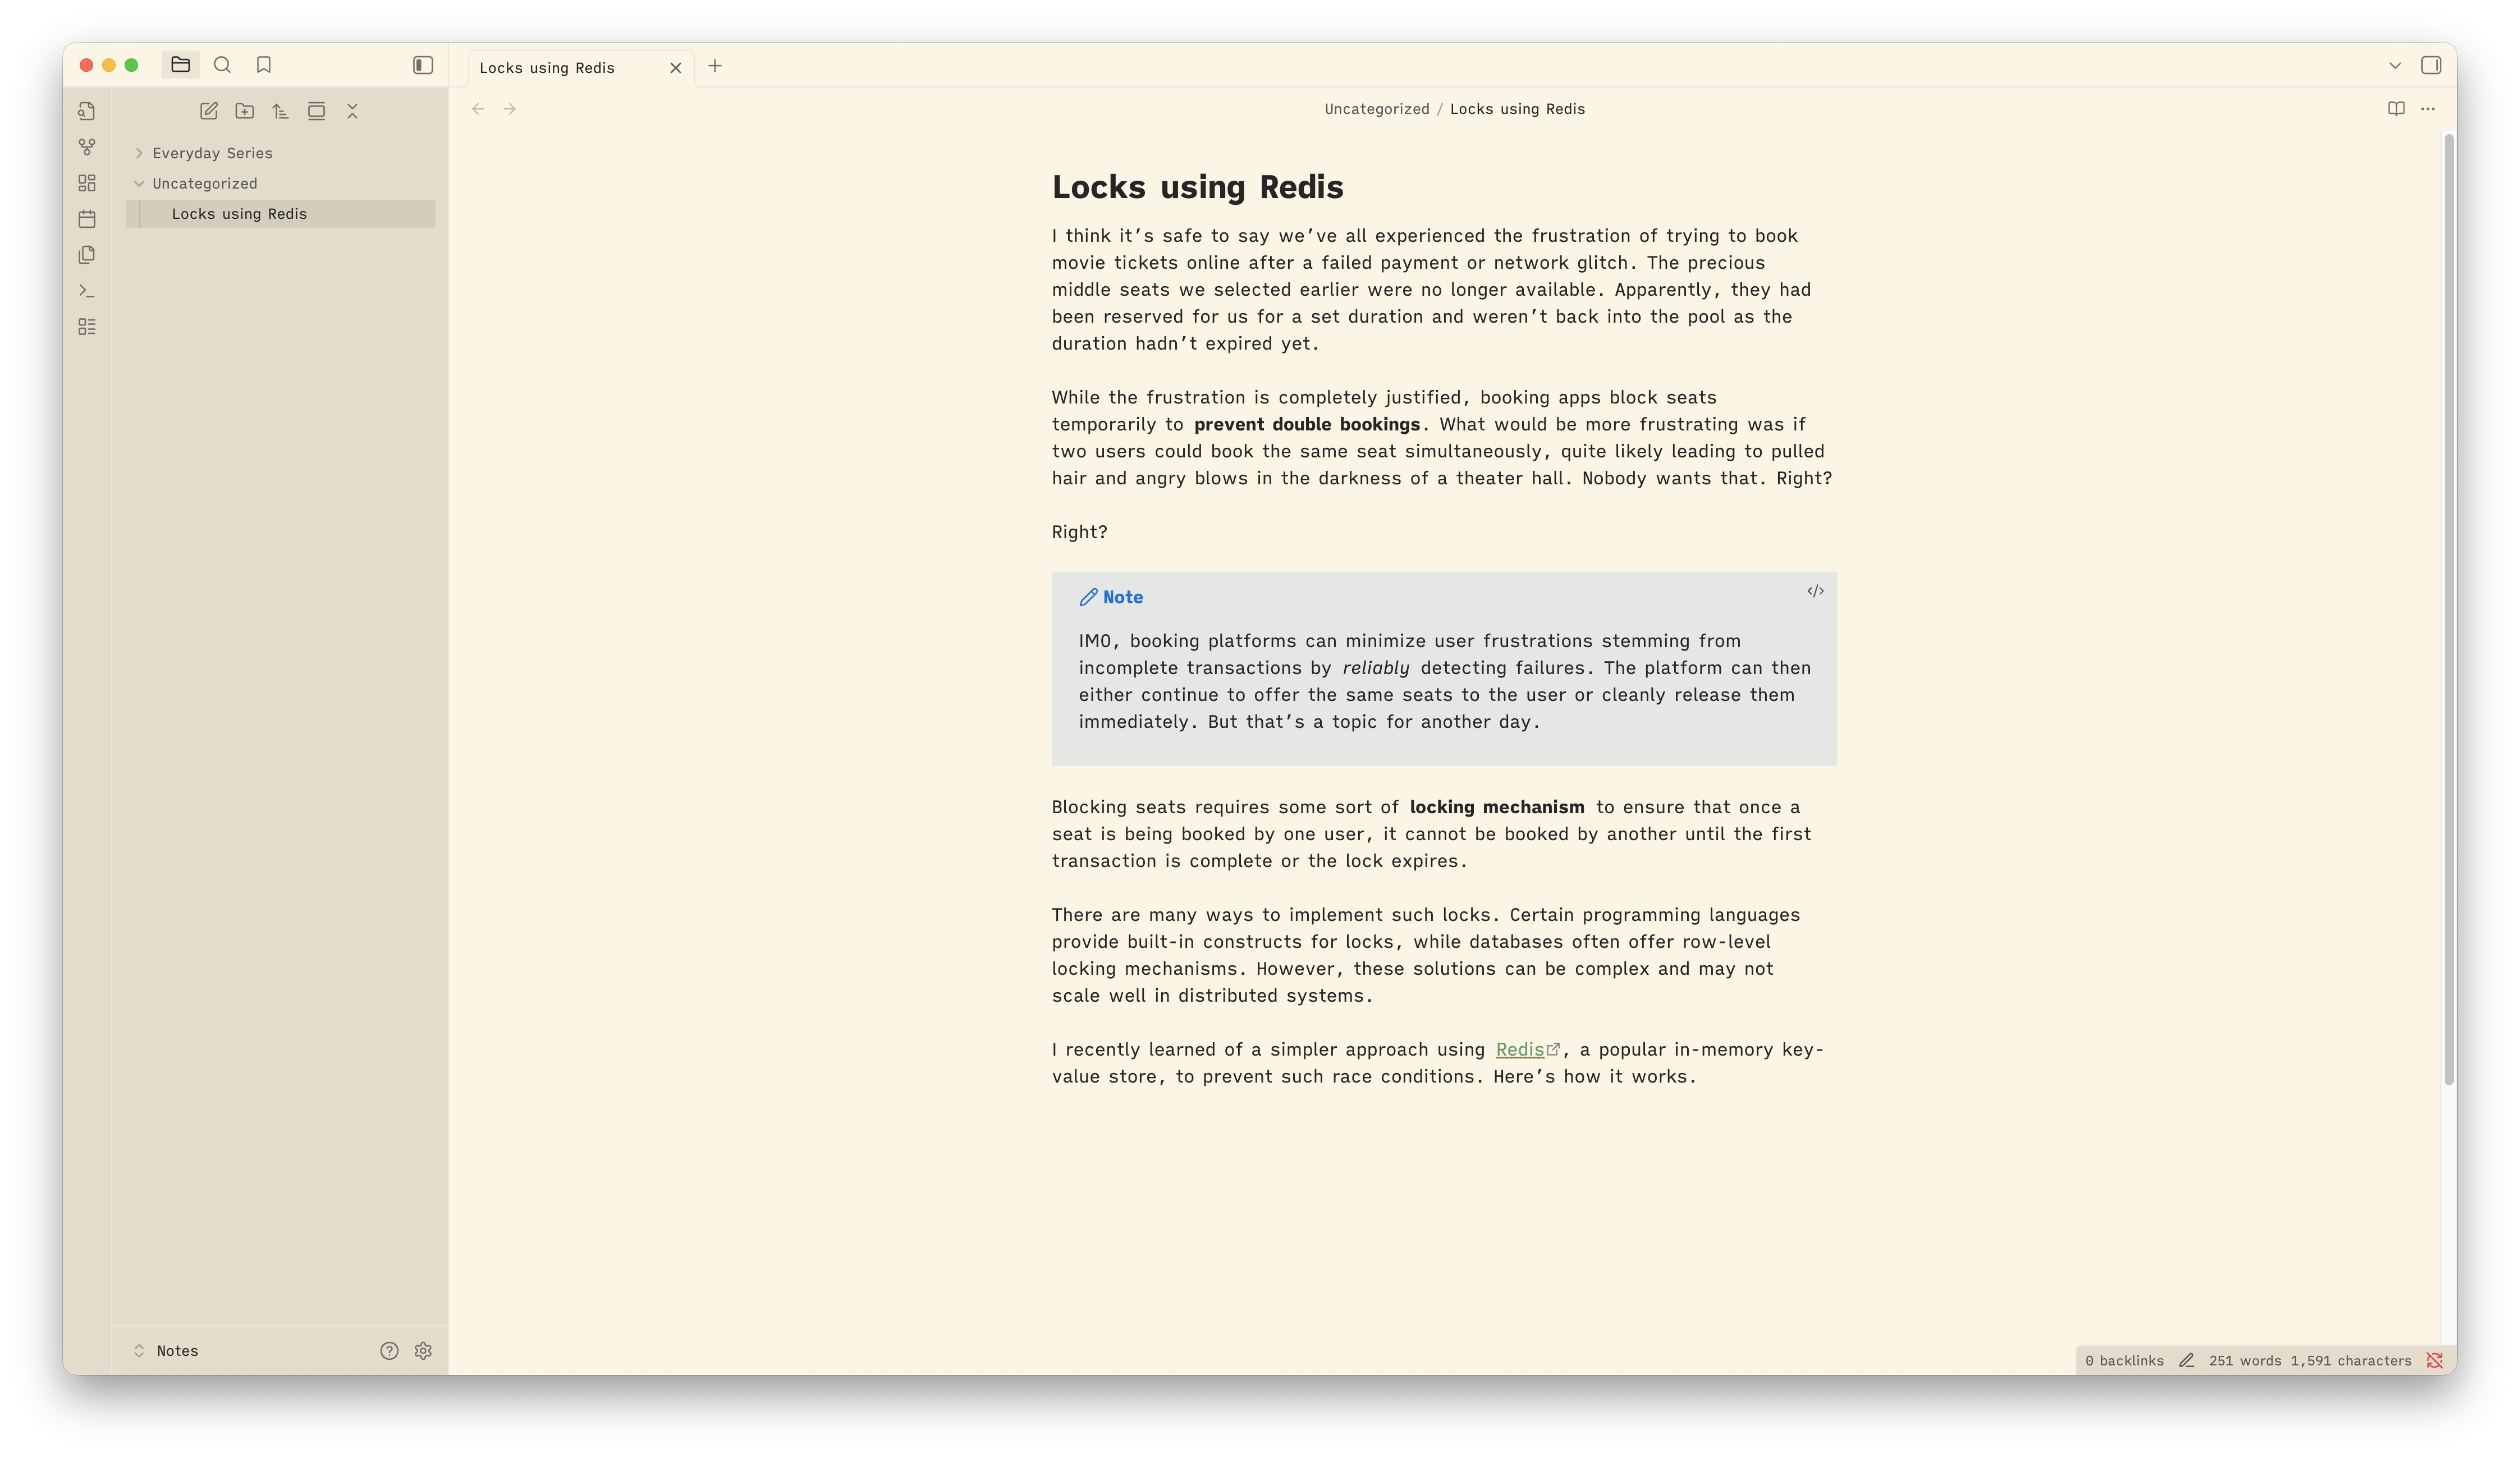 Locks using Redis
Uncategorized / Locks using Redis
Everyday Series
Uncategorized
Locks using Redis
Locks using Redis
I think it’s safe to say we’ve all experienced the frustration of trying to book
movie tickets online after a failed payment or network glitch. The precious
middle seats we selected earlier were no longer available. Apparently, they had
been reserved for us for a set duration and weren’t back into the pool as the
duration hadn’t expired yet.
While the frustration is completely justified, booking apps block seats
temporarily to prevent double bookings. What would be more frustrating was if
two users could book the same seat simultaneously, quite likely leading to pulled
hair and angry blows in the darkness of a theater hall. Nobody wants that. Right?
Right?
Note
IMO, booking platforms can minimize user frustrations stemming from
incomplete transactions by reliably detecting failures. The platform can then
either continue to offer the same seats to the user or cleanly release them
immediately. But that’s a topic for another day.
Blocking seats requires some sort of locking mechanism to ensure that once a
seat is being booked by one user, it cannot be booked by another until the first
transaction is complete or the lock expires.
There are many ways to implement such locks. Certain programming languages
provide built-in constructs for locks, while databases often offer row-level
locking mechanisms. However, these solutions can be complex and may not
scale well in distributed systems.
I recently learned of a simpler approach using Redis, a popular in-memory key-
value store, to prevent such race conditions. Here’s how it works.
Notes
0 backlinks 251 words 1,591 characters